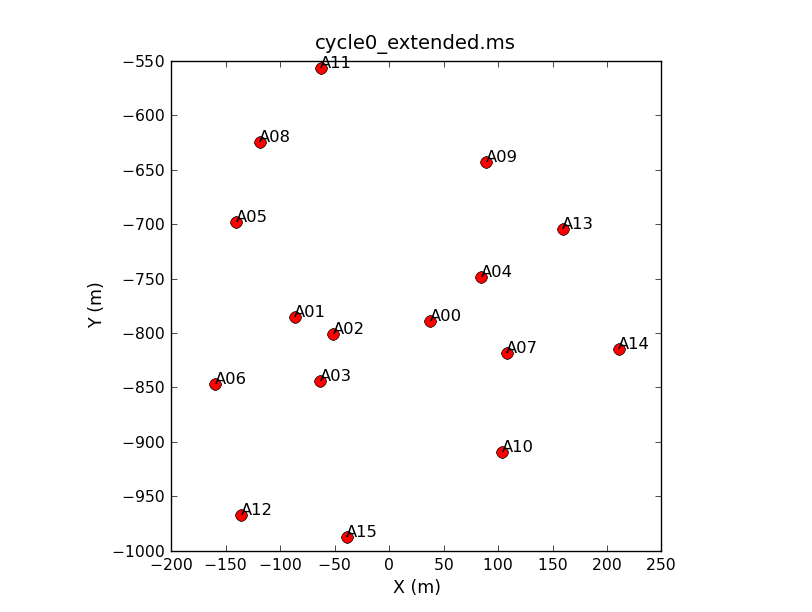 cycle0_extended.ms
−550
A11
−600
A08
−650
A09
−700
A05
A13
−750
A04
Y (m)
A01
A00
−800
A02
A07
A14
−850
A06
A03
−900
A10
−950
A12
A15
−1000
−200 −150 −100 −50 0 50 100 150 200 250
X (m)